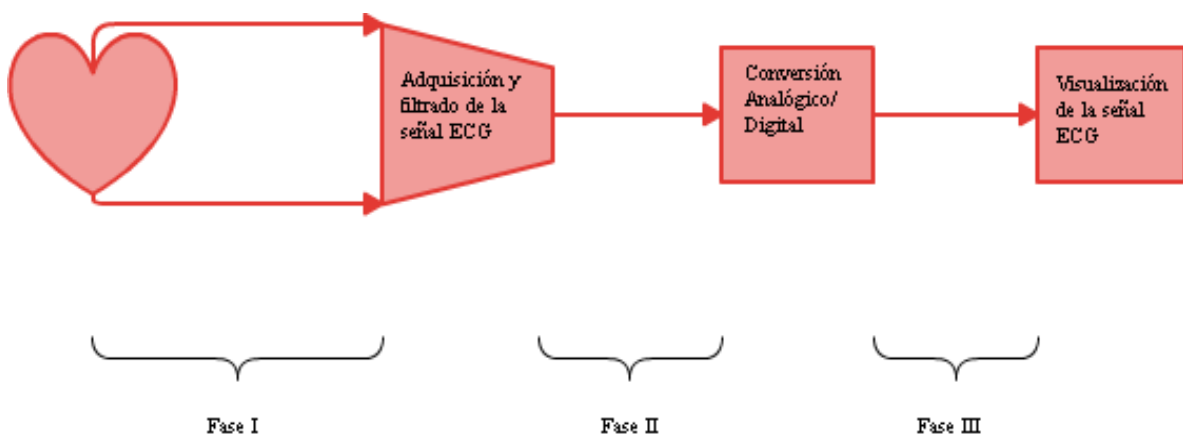 Adquisición y
filtrado de la
señal ECG
Conversión
Analógico/
Digital
Visualización
de la señal
ECG
Fase I
Fase II
Fase III